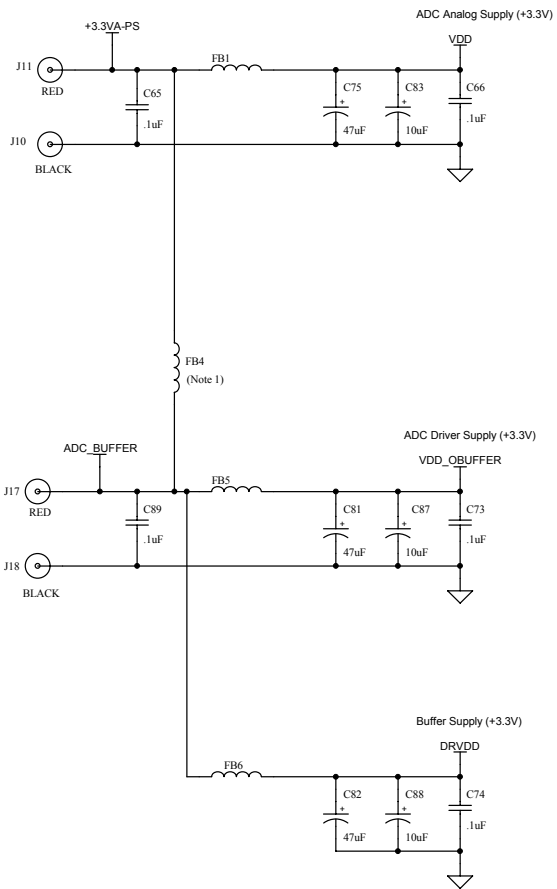 ADC Analog Supply (+3.3V)
+3.3VA-PS
VDD
J11
RED
FB1
C65
.1uF
C75
+
47uF
C83
+
10uF
C66
.1uF
J10
BLACK
FB4
(Note 1)
ADC Driver Supply (+3.3V)
ADC_BUFFER
VDD_OBUFFER
J17
RED
FB5
C89
.1uF
C81
+
47uF
C87
+
10uF
C73
.1uF
J18
BLACK
Buffer Supply (+3.3V)
DRVDD
FB6
C82
+
47uF
C88
+
10uF
C74
.1uF